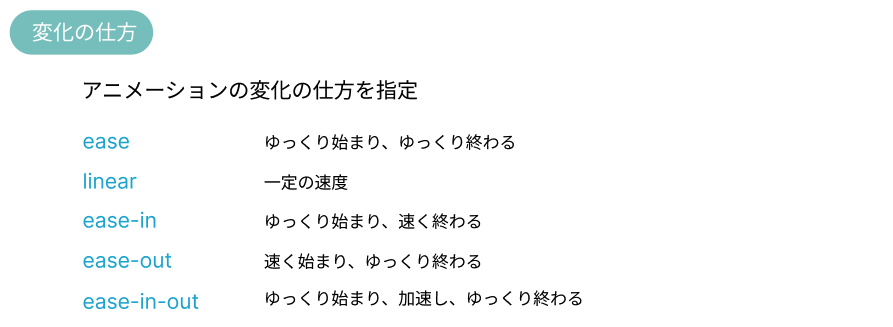 変化の仕方
アニメーションの変化の仕方を指定
ease ゆっくり始まり、ゆっくり終わる
linear 一定の速度
ease-in ゆっくり始まり、速く終わる
ease-out 速く始まり、ゆっくり終わる
ease-in-out ゆっくり始まり、加速し、ゆっくり終わる